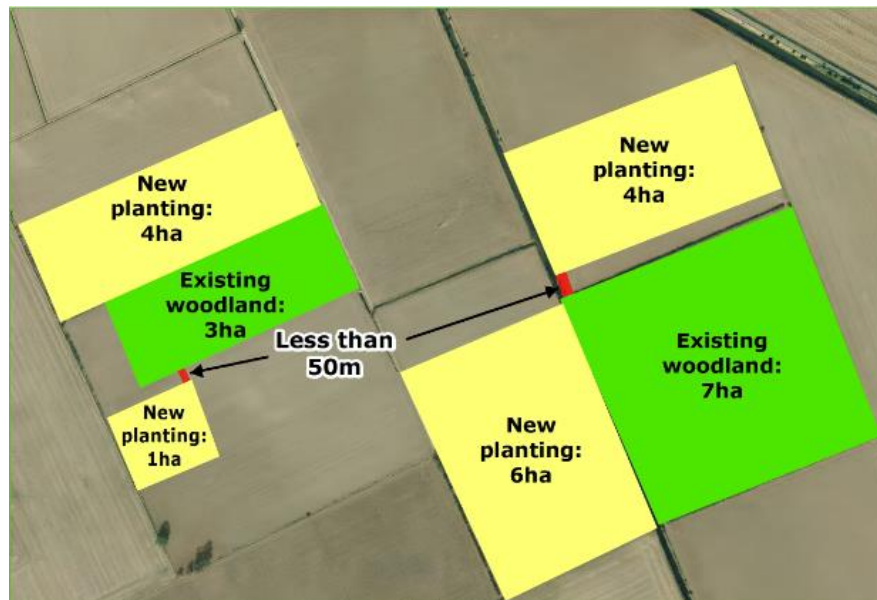 New
planting:
4ha
Existing
woodland:
3ha
New
planting:
1ha
Less than
50m
New
planting:
4ha
New
planting:
6ha
Existing
woodland:
7ha